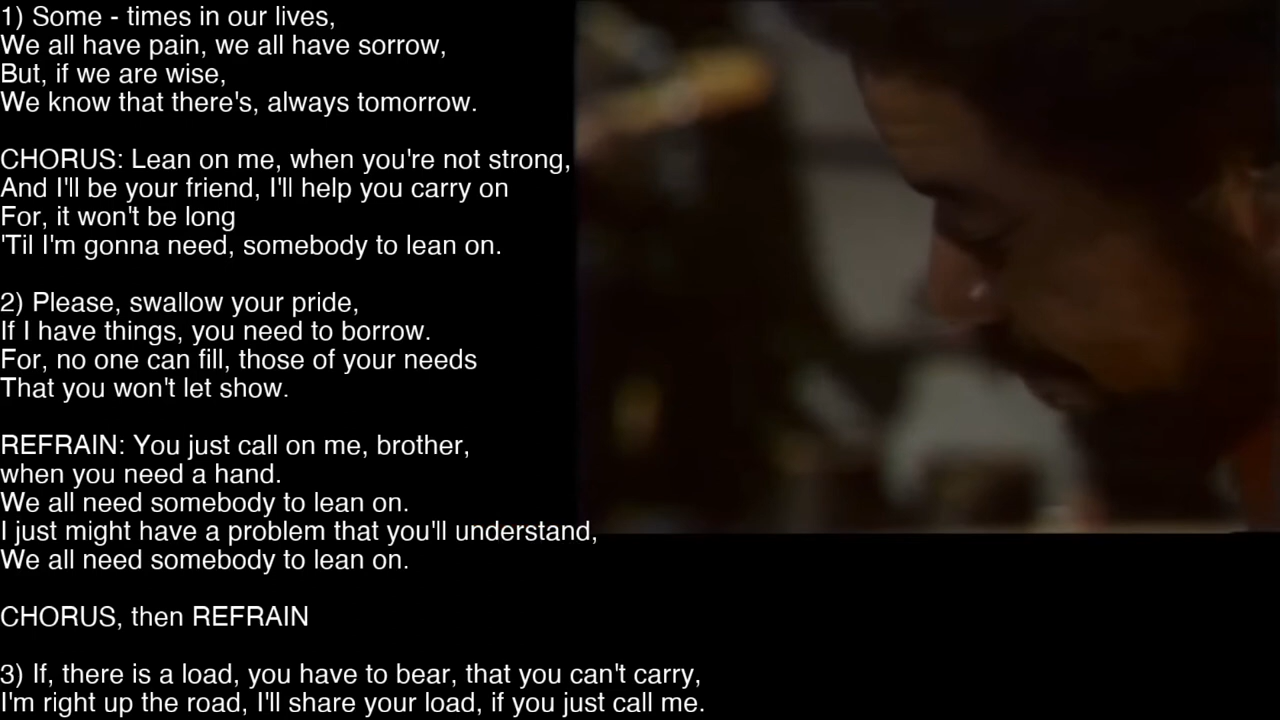 1) Some - times in our lives,
We all have pain, we all have sorrow,
But, if we are wise,
We know that there's, always tomorrow.
CHORUS: Lean on me, when you're not strong,
And I'll be your friend, I'll help you carry on
For, it won't be long
'Til I'm gonna need, somebody to lean on.
2) Please, swallow your pride,
If I have things, you need to borrow.
For, no one can fill, those of your needs
That you won't let show.
REFRAIN: You just call on me, brother,
when you need a hand.
We all need somebody to lean on.
I just might have a problem that you'll understand,
We all need somebody to lean on.
CHORUS, then REFRAIN
3) If, there is a load, you have to bear, that you can't carry,
I'm right up the road, I'll share your load, if you just call me.